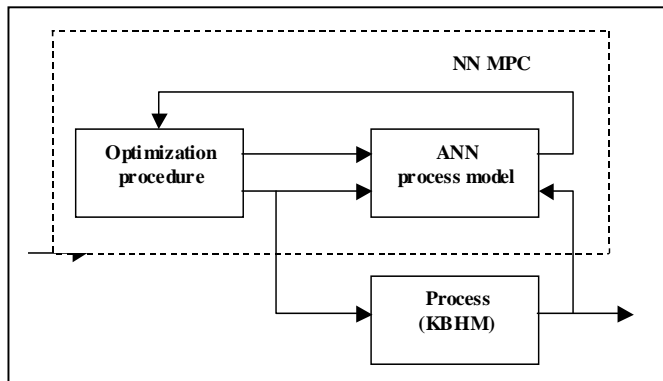 NN MPC
Optimization
procedure
ANN
process model
Process
(KBHM)